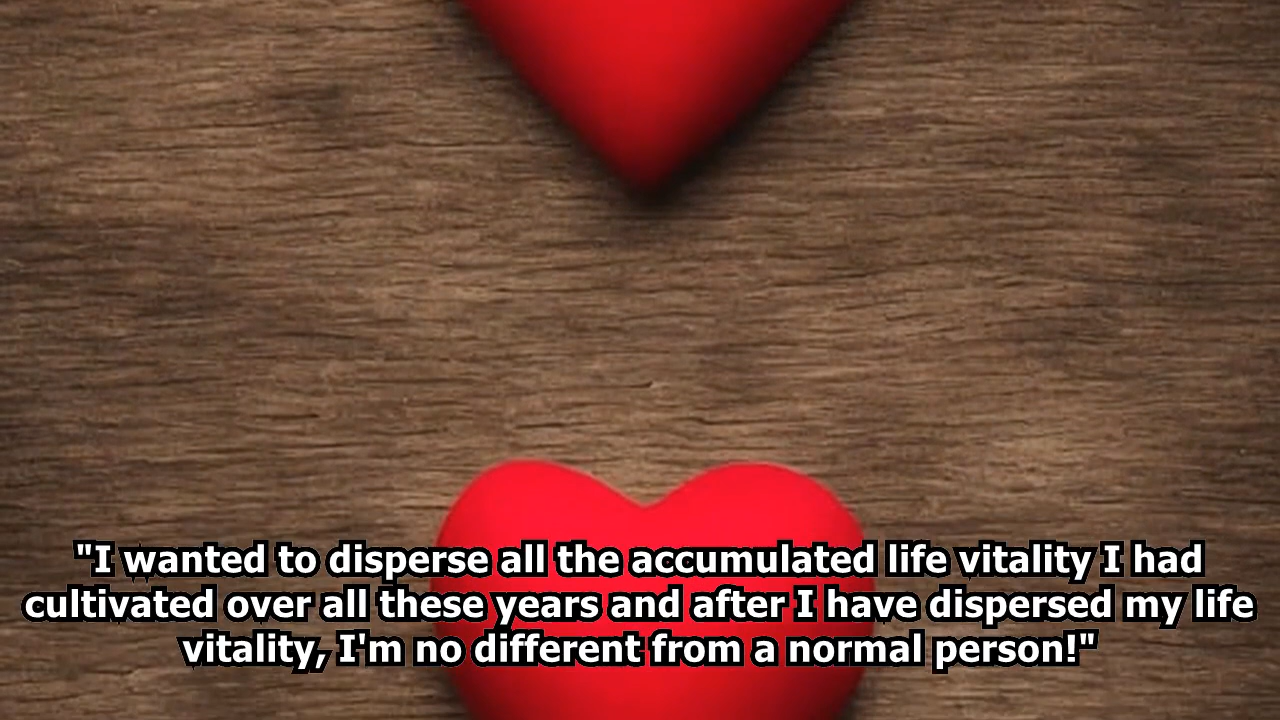 "I wanted to disperse all the accumulated life vitality I had
cultivated over all these years and after I have dispersed my life
vitality, I'm no different from a normal person!"